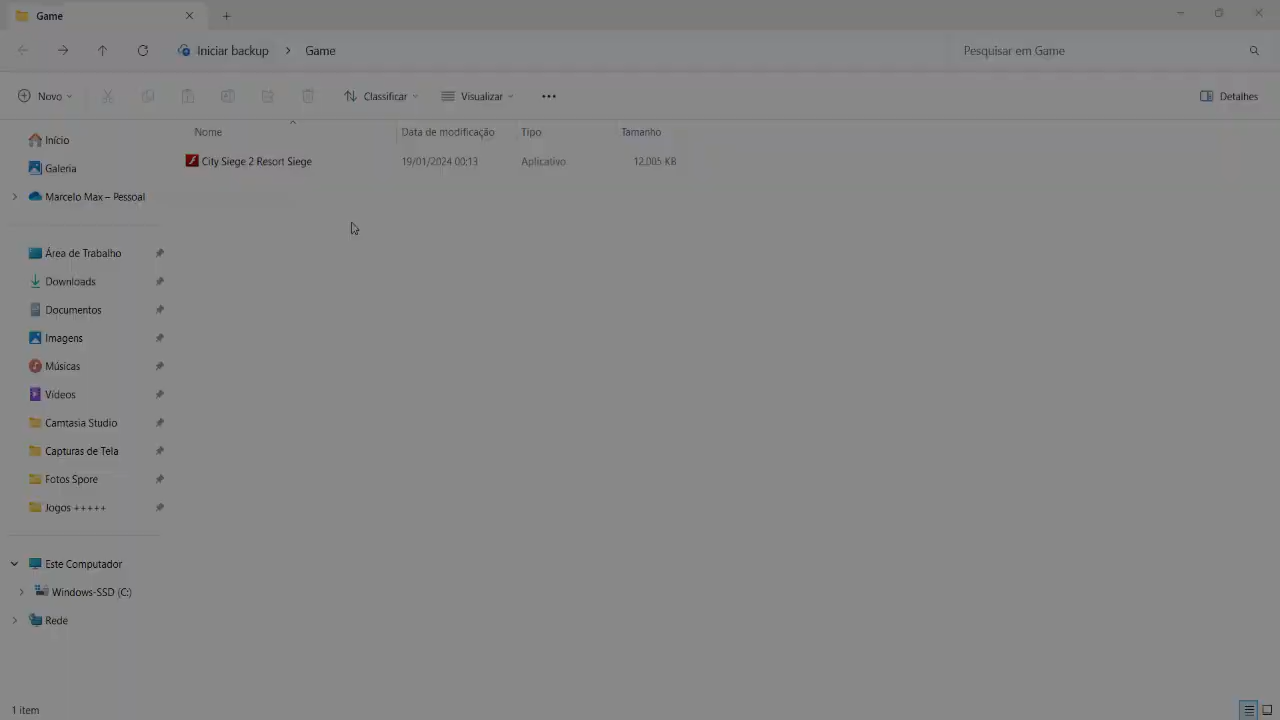 Game
Iniciar backup > Game
Pesquisar em Game
Novo
Classificar
Visualizar
Detalhes
Nome
Data de modificação
Tipo
Tamanho
City Siege 2 Resort Siege
19/01/2024 00:13
Aplicativo
12,005 KB
Início
Galeria
Marcelo Max – Pessoal
Área de Trabalho
Downloads
Documentos
Imagens
Músicas
Vídeos
Camtasia Studio
Capturas de Tela
Fotos Spore
Jogos +++++
Este Computador
Windows-SSD (C:)
Rede
1 item